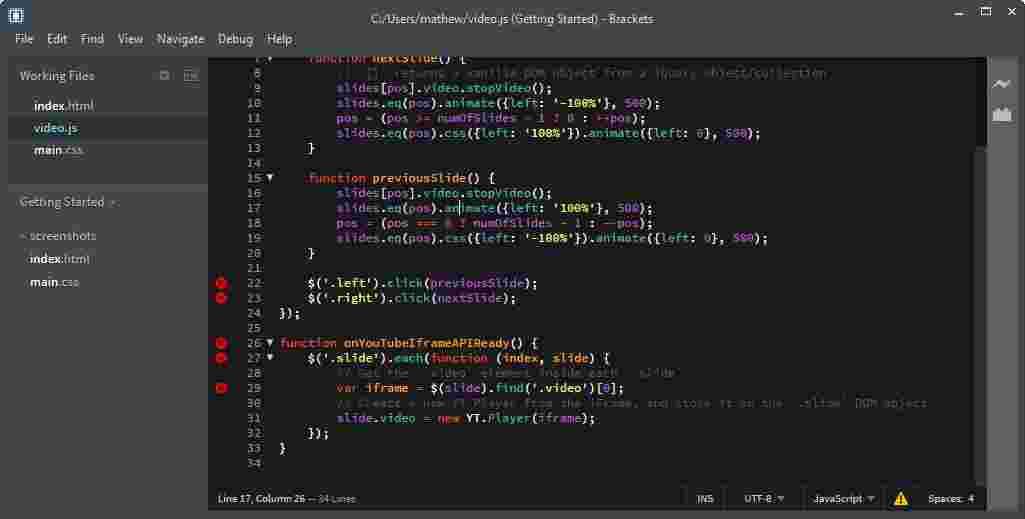 C:/Users/mathew/video.js (Getting Started) - Brackets
File Edit Find View Navigate Debug Help
Working Files
index.html
video.js
main.css
Getting Started
screenshots
index.html
main.css
7 function nextSlide() {
8 returns a vanilla DOM object from a jQuery object/collection
9 slides[pos].video.stopVideo();
10 slides.eq(pos).animate({left: '-100%'}, 500);
11 pos = (pos >= numOfSlides - 1 ? 0 : ++pos);
12 slides.eq(pos).css({left: '100%'}).animate({left: 0}, 500);
13 }
14
15 function previousSlide() {
16 slides[pos].video.stopVideo();
17 slides.eq(pos).animate({left: '100%'}, 500);
18 pos = (pos === 0 ? numOfSlides - 1 : --pos);
19 slides.eq(pos).css({left: '-100%'}).animate({left: 0}, 500);
20 }
21
22 $('.left').click(previousSlide);
23 $('.right').click(nextSlide);
24 });
25
26 function onYouTubeIframeAPIReady() {
27 $('.slide').each(function (index, slide) {
28 // Get the `.video` element inside each `.slide`
29 var iframe = $(slide).find('.video')[0];
30 // Create a new YT.Player from the iFrame, and store it on the `.slide` DOM object
31 slide.video = new YT.Player(iframe);
32 });
33 }
34
Line 17, Column 26 — 34 Lines INS UTF-8 JavaScript Spaces: 4